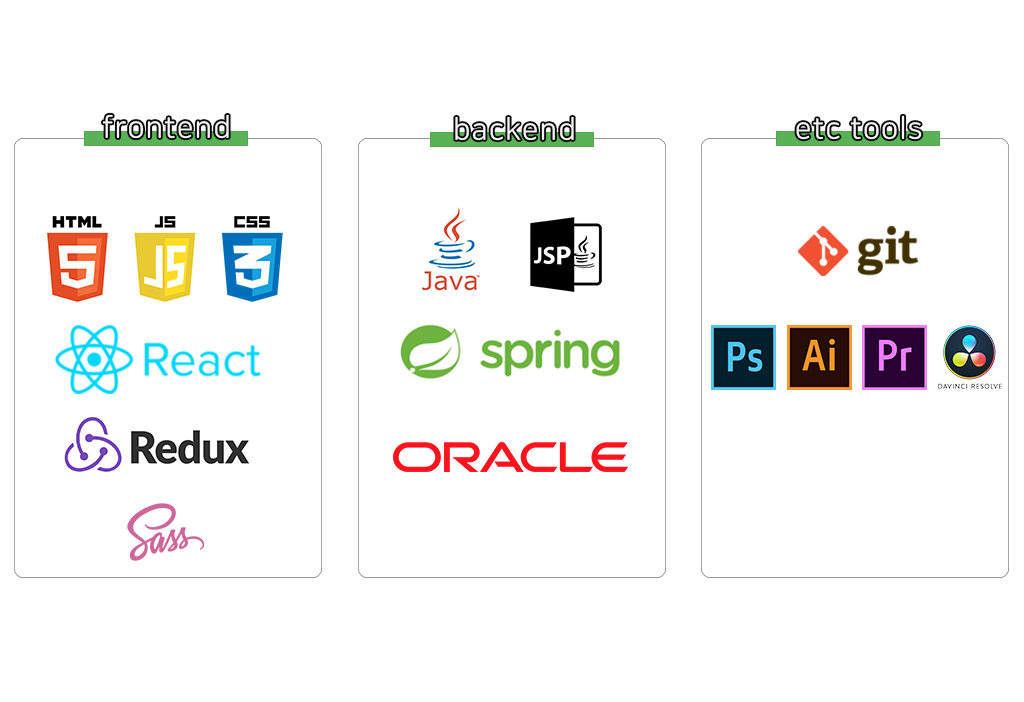 frontend
HTML JS CSS
5 JS 3
React
Redux
Sass
backend
Java™ JSP
spring
ORACLE
etc tools
git
Ps Ai Pr
DAVINCI RESOLVE